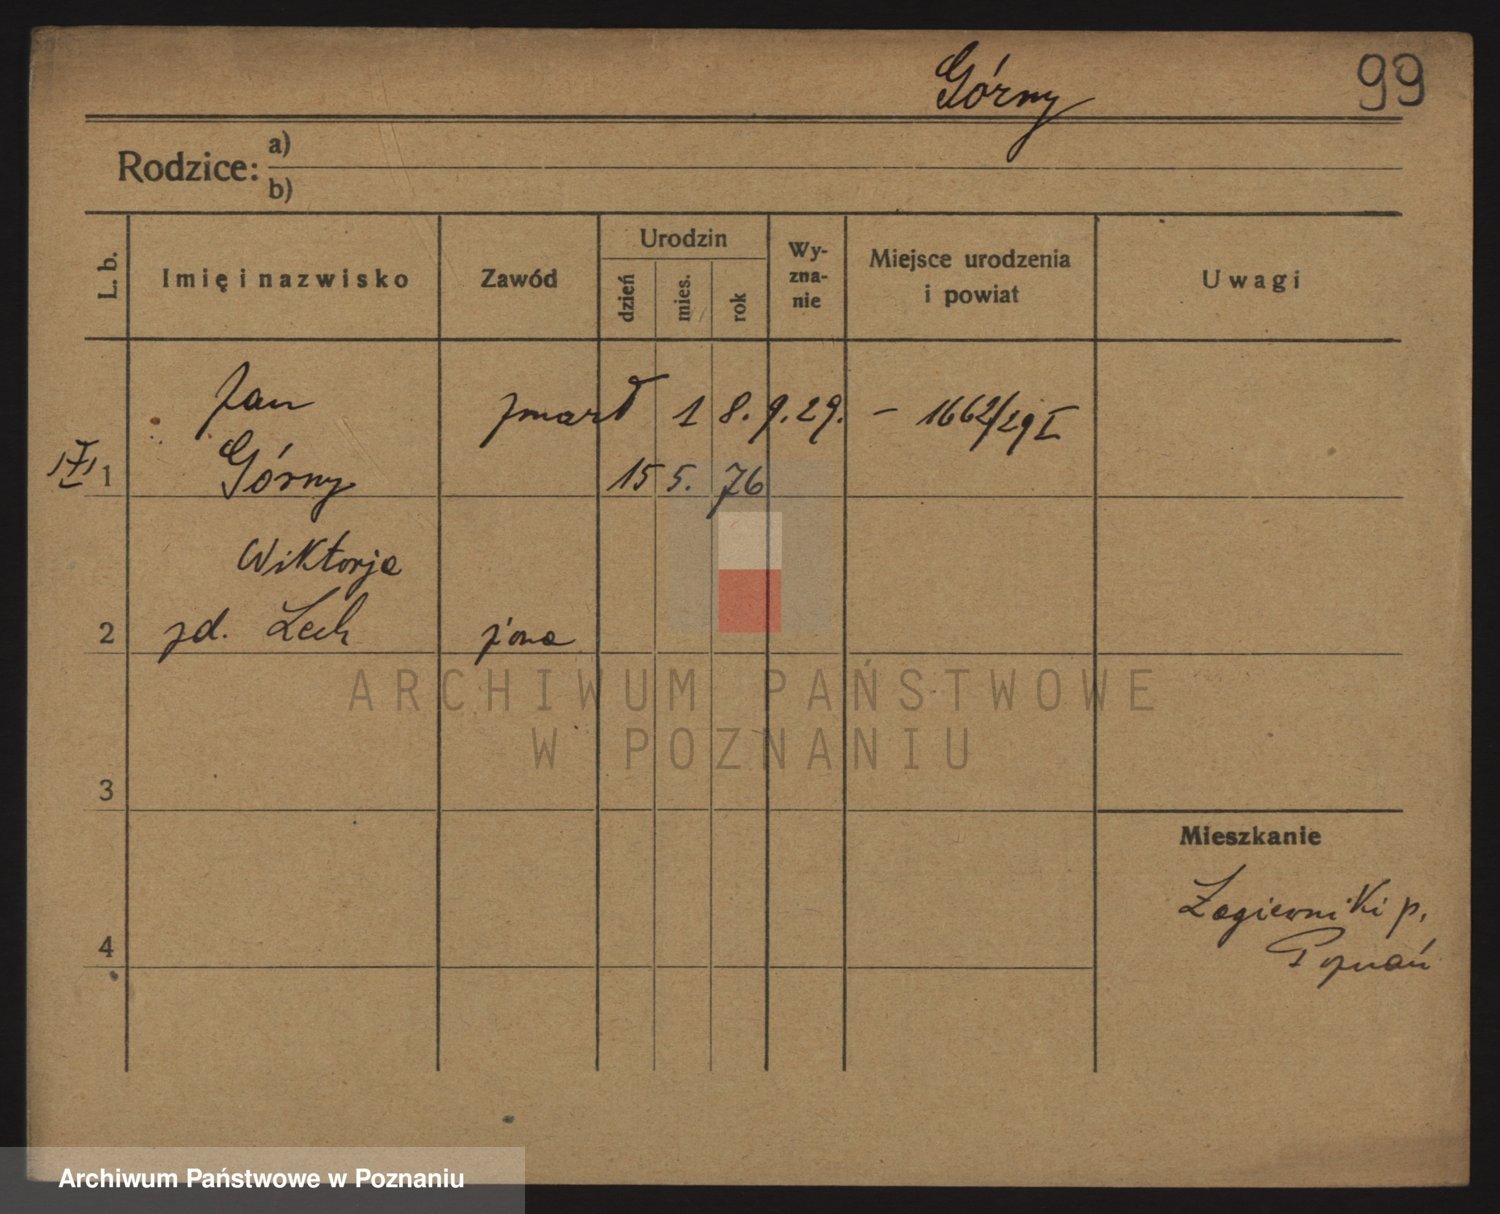 Górny
99
Rodzice: a)
b)
L. b.
Imię i nazwisko
Zawód
Urodzin
dzień
mies.
rok
Wy-
zna-
nie
Miejsce urodzenia
i powiat
Uwagi
Jan zmarł 1 8. 9. 29. – 1662/29 I
1 Górny 15 5. 76
Wiktorja
2 zd. Lech żona
ARCHIWUM PAŃSTWOWE
W POZNANIU
3
Mieszkanie
Żegiewniki p.
4 Poznań
Archiwum Państwowe w Poznaniu